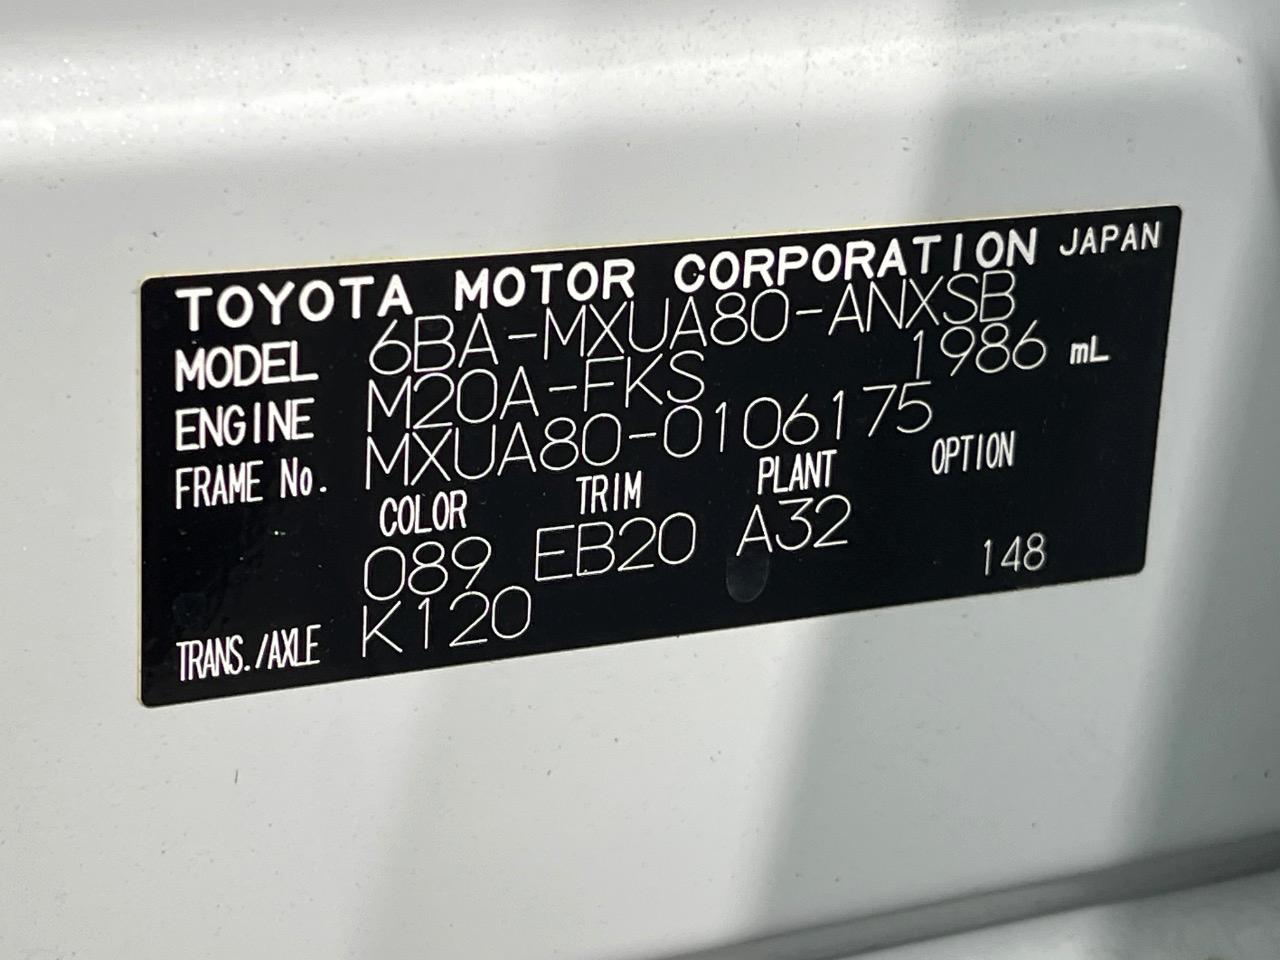 TOYOTA MOTOR CORPORATION JAPAN
MODEL 6BA-MXUA80-ANXSB
ENGINE M20A-FKS 1986 mL
FRAME No. MXUA80-0106175
COLOR TRIM PLANT OPTION
089 EB20 A32
TRANS./AXLE K120 148